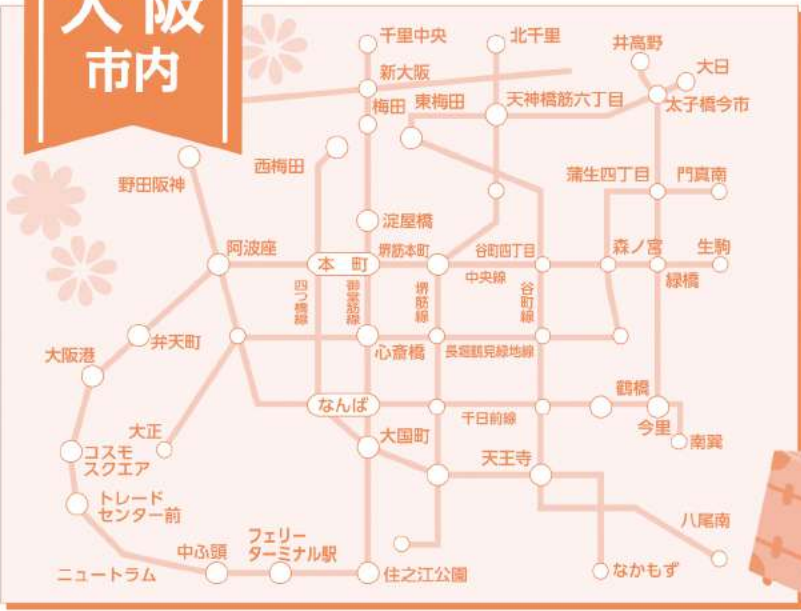 大阪
市内
千里中央
北千里
井高野
大日
新大阪
梅田
東梅田
天神橋筋六丁目
太子橋今市
野田阪神
西梅田
蒲生四丁目
門真南
淀屋橋
阿波座
本町
堺筋本町
谷町四丁目
森ノ宮
生駒
中央線
緑橋
四つ橋線
御堂筋線
堺筋線
谷町線
弁天町
大阪港
心斎橋
長堀鶴見緑地線
なんば
鶴橋
千日前線
今里
大正
大国町
南巽
コスモ
スクエア
天王寺
トレード
センター前
八尾南
中ふ頭
フェリー
ターミナル駅
ニュートラム
住之江公園
なかもず